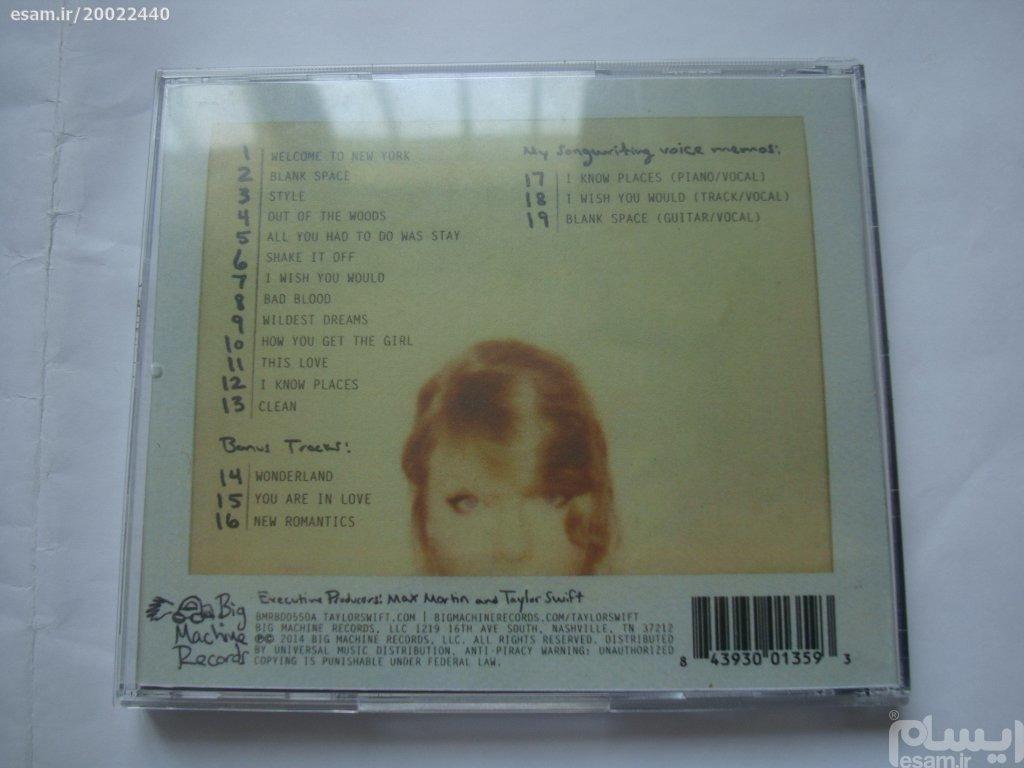 esam.ir/20022440
1 WELCOME TO NEW YORK
2 BLANK SPACE
3 STYLE
4 OUT OF THE WOODS
5 ALL YOU HAD TO DO WAS STAY
6 SHAKE IT OFF
7 I WISH YOU WOULD
8 BAD BLOOD
9 WILDEST DREAMS
10 HOW YOU GET THE GIRL
11 THIS LOVE
12 I KNOW PLACES
13 CLEAN
Bonus Tracks:
14 WONDERLAND
15 YOU ARE IN LOVE
16 NEW ROMANTICS
My songwriting voice memos:
17 I KNOW PLACES (PIANO/VOCAL)
18 I WISH YOU WOULD (TRACK/VOCAL)
19 BLANK SPACE (GUITAR/VOCAL)
Big
Machine
Records
Executive Producers: Max Martin and Taylor Swift
BMRBD0550A TAYLORSWIFT.COM | BIGMACHINERECORDS.COM/TAYLORSWIFT
BIG MACHINE RECORDS, LLC 1219 16TH AVE SOUTH, NASHVILLE, TN 37212
℗© 2014 BIG MACHINE RECORDS, LLC. ALL RIGHTS RESERVED. DISTRIBUTED
BY UNIVERSAL MUSIC DISTRIBUTION. ANTI-PIRACY WARNING: UNAUTHORIZED
COPYING IS PUNISHABLE UNDER FEDERAL LAW.
8 43930 01359 3
ایسام®
esam.ir